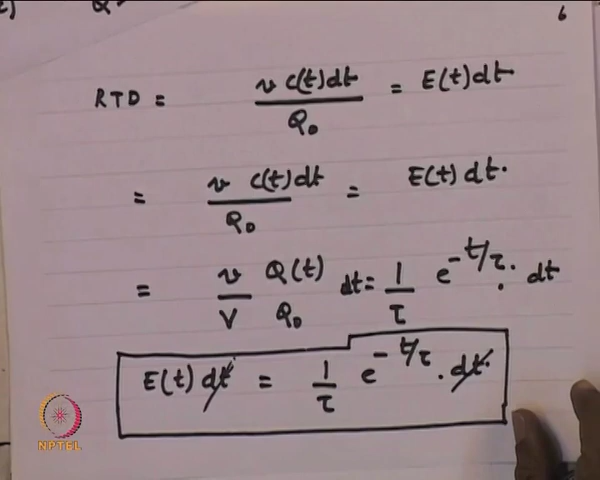 6
RTD = v C(t)dt / Q₀ = E(t)dt
= v C(t)dt / Q₀ = E(t) dt.
= v/V Q(t)/Q₀ dt = 1/τ e^(-t/τ). dt
E(t) dt = 1/τ e^(-t/τ) . dt.
NPTEL